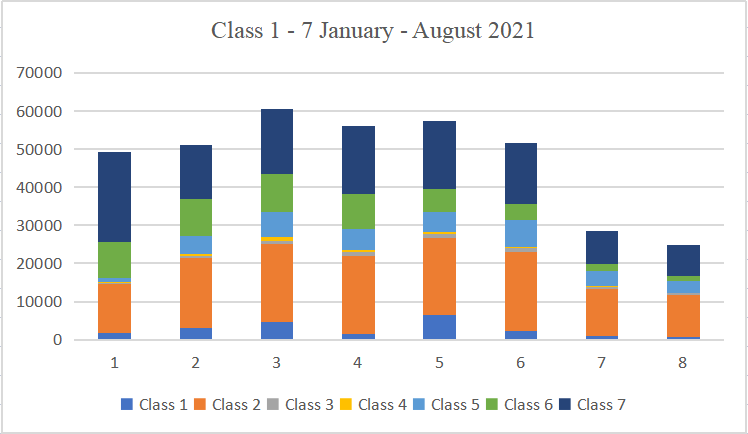 Class 1 - 7 January - August 2021
70000
60000
50000
40000
30000
20000
10000
0
1 2 3 4 5 6 7 8
Class 1 Class 2 Class 3 Class 4 Class 5 Class 6 Class 7